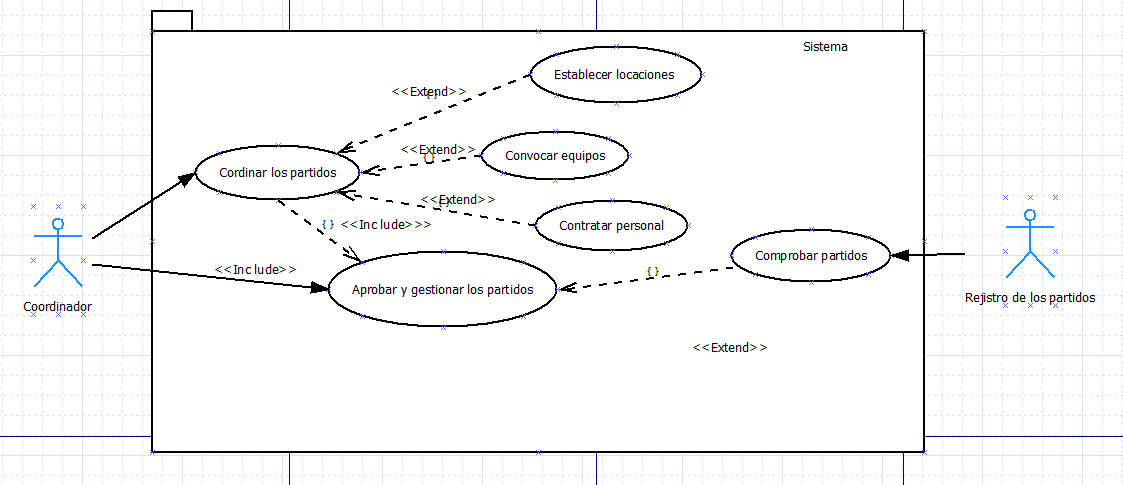 Sistema
Establecer locaciones
<<Extend>>
{ }
<<Extend>>
{ }
Convocar equipos
Cordinar los partidos
<<Extend>>
{ }
Contratar personal
{ } <<Include>>>
Comprobar partidos
<<Include>>
{ }
Aprobar y gestionar los partidos
Coordinador
Rejistro de los partidos
<<Extend>>